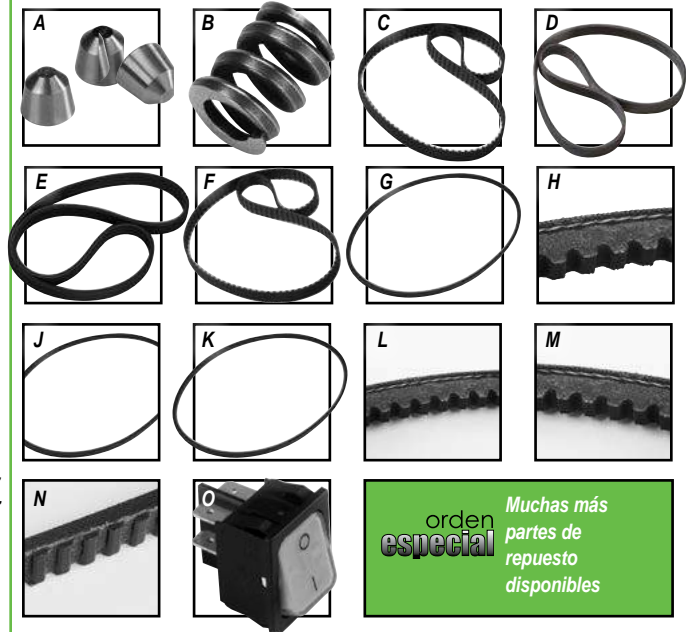 A
B
C
D
E
F
G
H
J
K
L
M
N
O
orden
especial
Muchas más
partes de
repuesto
disponibles